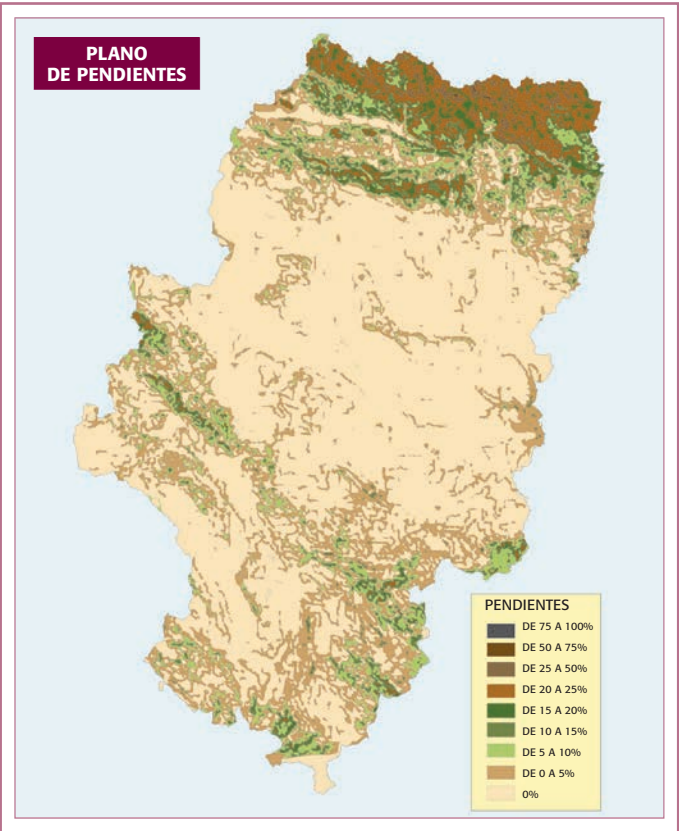 PLANO
DE PENDIENTES
PENDIENTES
DE 75 A 100%
DE 50 A 75%
DE 25 A 50%
DE 20 A 25%
DE 15 A 20%
DE 10 A 15%
DE 5 A 10%
DE 0 A 5%
0%